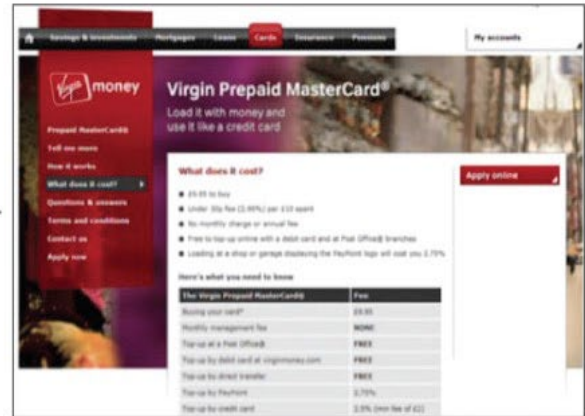 Savings & investments Mortgages Loans Cards Insurance Pensions
My accounts
Virgin money
Virgin Prepaid MasterCard®
Load it with money and
use it like a credit card
Prepaid MasterCard®
Tell me more
How it works
What does it cost?
Questions & answers
Terms and conditions
Contact us
Apply now
What does it cost?
£9.95 to buy
Under 30p fee (2.95%) per £10 spent
No monthly charge or annual fee
Free to top-up online with a debit card and at Post Office® branches
Loading at a shop or garage displaying the PayPoint logo will cost you 2.75%
Apply online
Here's what you need to know
The Virgin Prepaid MasterCard® Fee
Buying your card* £9.95
Monthly management fee NONE
Top-up at a Post Office® FREE
Top-up by debit card at virginmoney.com FREE
Top-up by direct transfer FREE
Top-up by PayPoint 2.75%
Top-up by credit card 2.5% (min fee of £2)